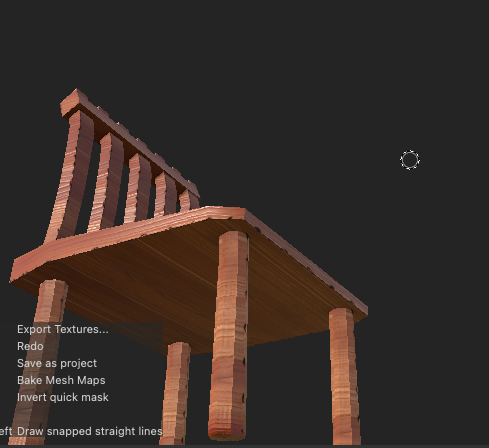 Export Textures...
Redo
Save as project
Bake Mesh Maps
Invert quick mask
eft Draw snapped straight lines